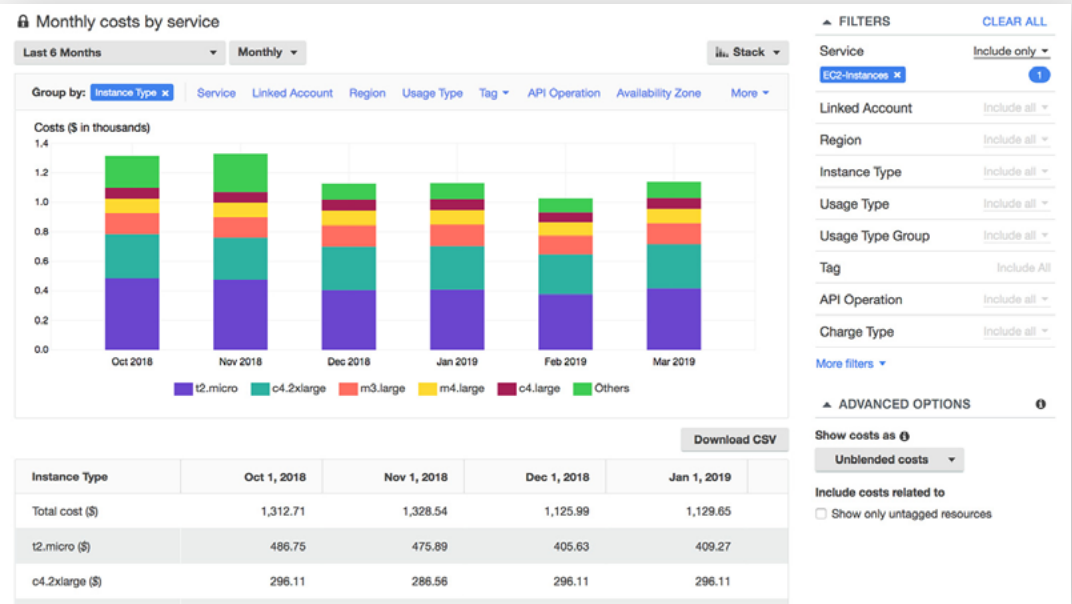 Monthly costs by service
Last 6 Months
Monthly
Stack
Group by: Instance Type × Service Linked Account Region Usage Type Tag API Operation Availability Zone More
Costs ($ in thousands)
1.4
1.2
1.0
0.8
0.6
0.4
0.2
0.0
Oct 2018 Nov 2018 Dec 2018 Jan 2019 Feb 2019 Mar 2019
t2.micro c4.2xlarge m3.large m4.large c4.large Others
Download CSV
Instance Type Oct 1, 2018 Nov 1, 2018 Dec 1, 2018 Jan 1, 2019
Total cost ($) 1,312.71 1,328.54 1,125.99 1,129.65
t2.micro ($) 486.75 475.89 405.63 409.27
c4.2xlarge ($) 296.11 286.56 296.11 296.11
FILTERS CLEAR ALL
Service Include only
EC2-Instances × 1
Linked Account Include all
Region Include all
Instance Type Include all
Usage Type Include all
Usage Type Group Include all
Tag Include All
API Operation Include all
Charge Type Include all
More filters
ADVANCED OPTIONS
Show costs as
Unblended costs
Include costs related to
Show only untagged resources